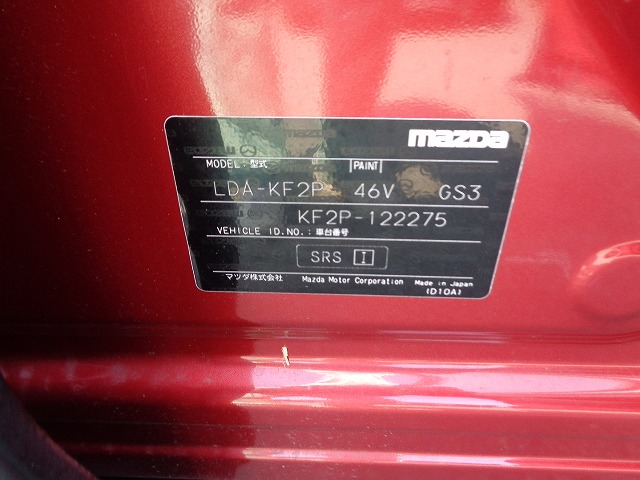 mazda
MODEL: 型式 PAINT
LDA-KF2P 46V GS3
KF2P-122275
VEHICLE ID.NO.: 車台番号
SRS I
マツダ株式会社 Mazda Motor Corporation Made in Japan
(D10A)